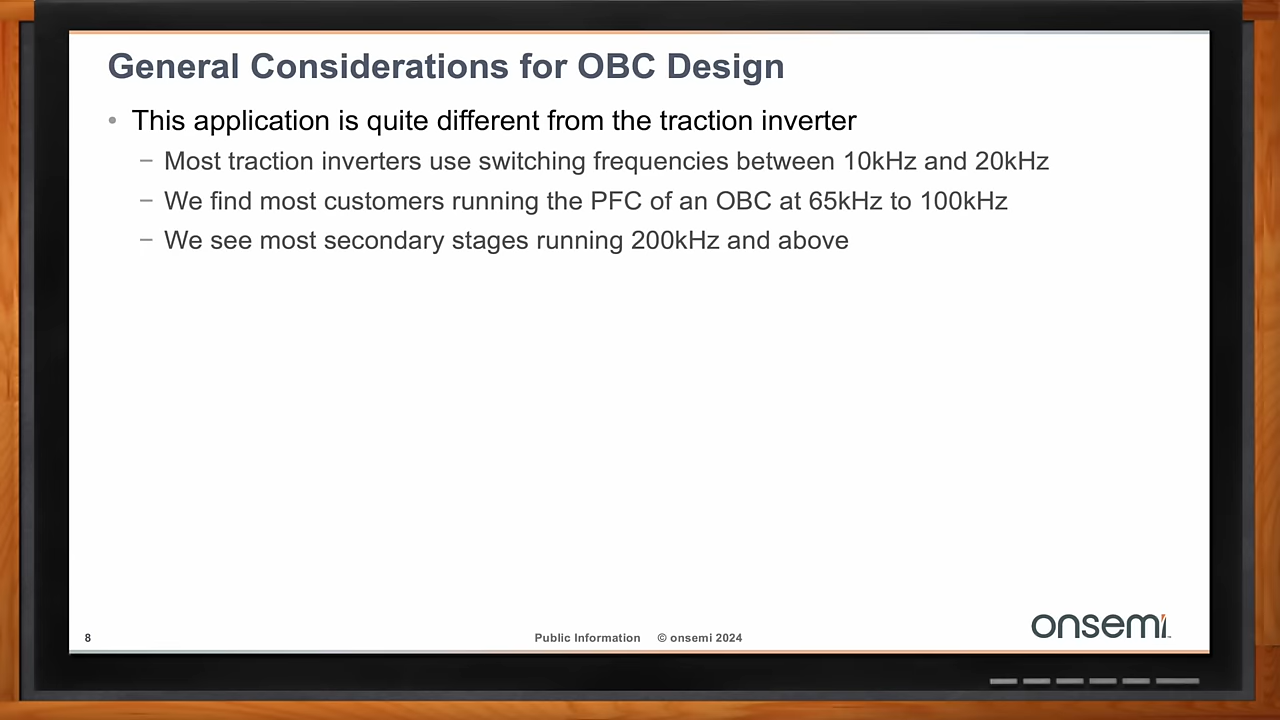 General Considerations for OBC Design
• This application is quite different from the traction inverter
− Most traction inverters use switching frequencies between 10kHz and 20kHz
− We find most customers running the PFC of an OBC at 65kHz to 100kHz
− We see most secondary stages running 200kHz and above
8
Public Information © onsemi 2024
onsemi